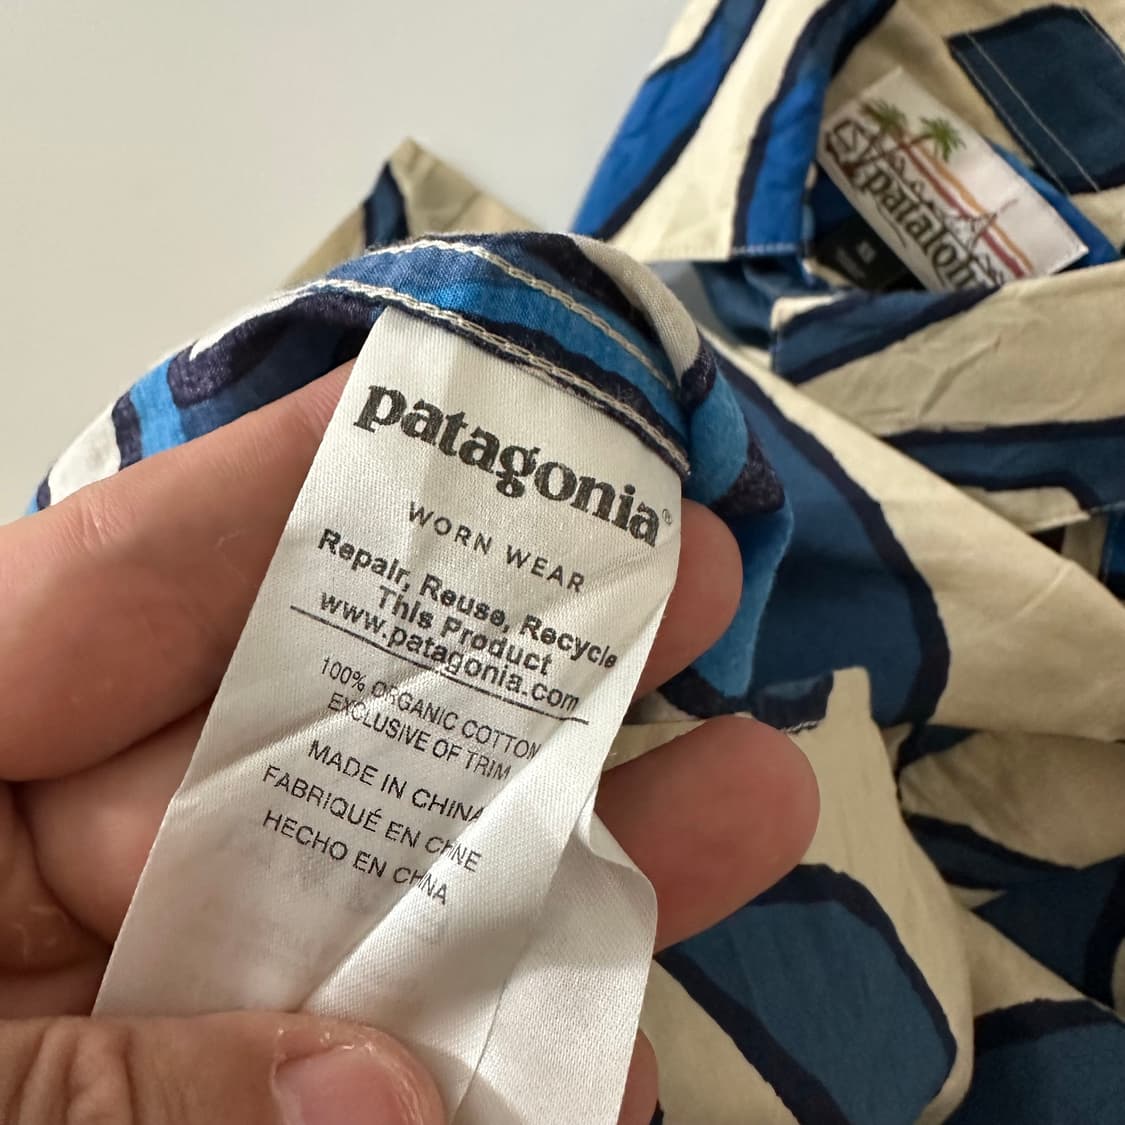 patagonia®
WORN WEAR
Repair, Reuse, Recycle
This Product
www.patagonia.com
100% ORGANIC COTTON
EXCLUSIVE OF TRIM
MADE IN CHINA
FABRIQUÉ EN CHINE
HECHO EN CHINA
pataloh